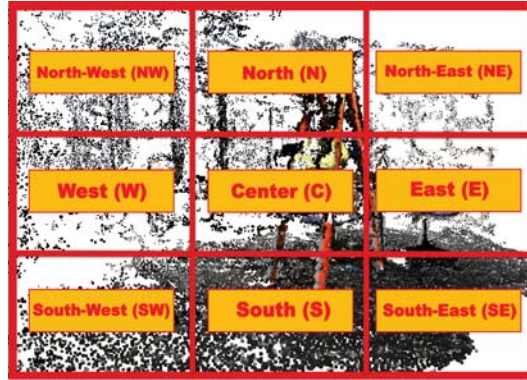 North-West (NW)
North (N)
North-East (NE)
West (W)
Center (C)
East (E)
South-West (SW)
South (S)
South-East (SE)